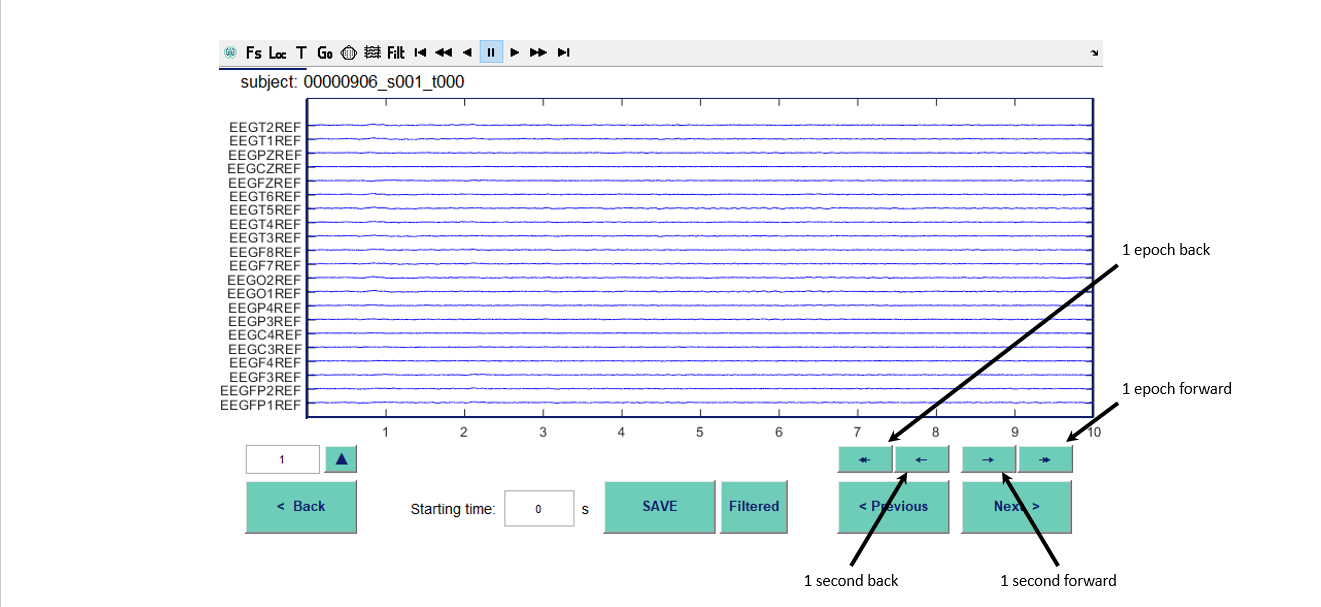 Fs Loc T Go Filt
subject: 00000906_s001_t000
EEGT2REF
EEGT1REF
EEGPZREF
EEGCZREF
EEGFZREF
EEGT6REF
EEGT5REF
EEGT4REF
EEGT3REF
EEGF8REF
EEGF7REF
EEGO2REF
EEGO1REF
EEGP4REF
EEGP3REF
EEGC4REF
EEGC3REF
EEGF4REF
EEGF3REF
EEGFP2REF
EEGFP1REF
1 2 3 4 5 6 7 8 9 10
1 epoch back
1 epoch forward
1
< Back
Starting time: 0 s
SAVE
Filtered
< Previous
Next >
1 second back
1 second forward